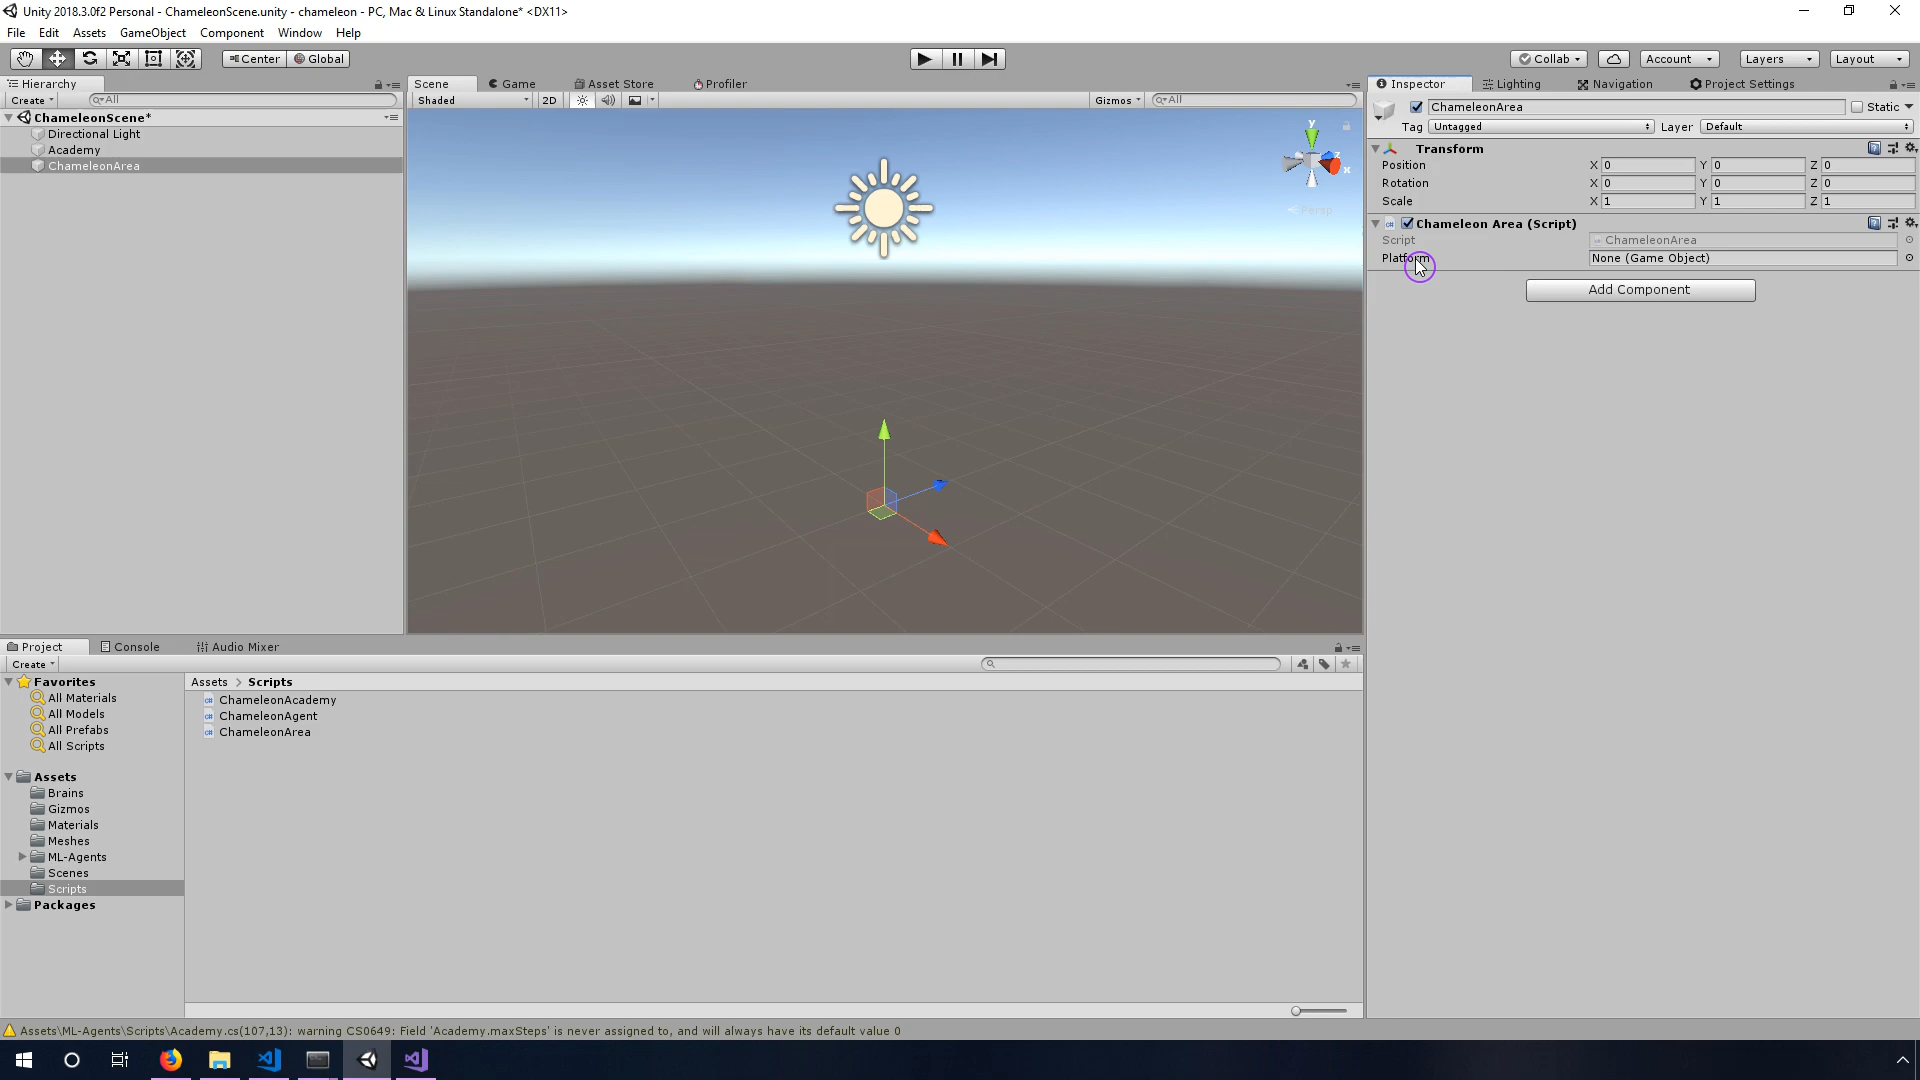 Unity 2018.3.0f2 Personal - ChameleonScene.unity - chameleon - PC, Mac & Linux Standalone* <DX11>
File Edit Assets GameObject Component Window Help
Center Global Collab Account Layers Layout
Hierarchy
Create All
ChameleonScene*
Directional Light
Academy
ChameleonArea
Scene Game Asset Store Profiler
Shaded 2D Gizmos All
y
z
x
Persp
Inspector Lighting Navigation Project Settings
ChameleonArea Static
Tag Untagged Layer Default
Transform
Position X 0 Y 0 Z 0
Rotation X 0 Y 0 Z 0
Scale X 1 Y 1 Z 1
Chameleon Area (Script)
Script ChameleonArea
Platform None (Game Object)
Add Component
Project Console Audio Mixer
Create
Favorites
All Materials
All Models
All Prefabs
All Scripts
Assets
Brains
Gizmos
Materials
Meshes
ML-Agents
Scenes
Scripts
Packages
Assets > Scripts
ChameleonAcademy
ChameleonAgent
ChameleonArea
Assets\ML-Agents\Scripts\Academy.cs(107,13): warning CS0649: Field 'Academy.maxSteps' is never assigned to, and will always have its default value 0